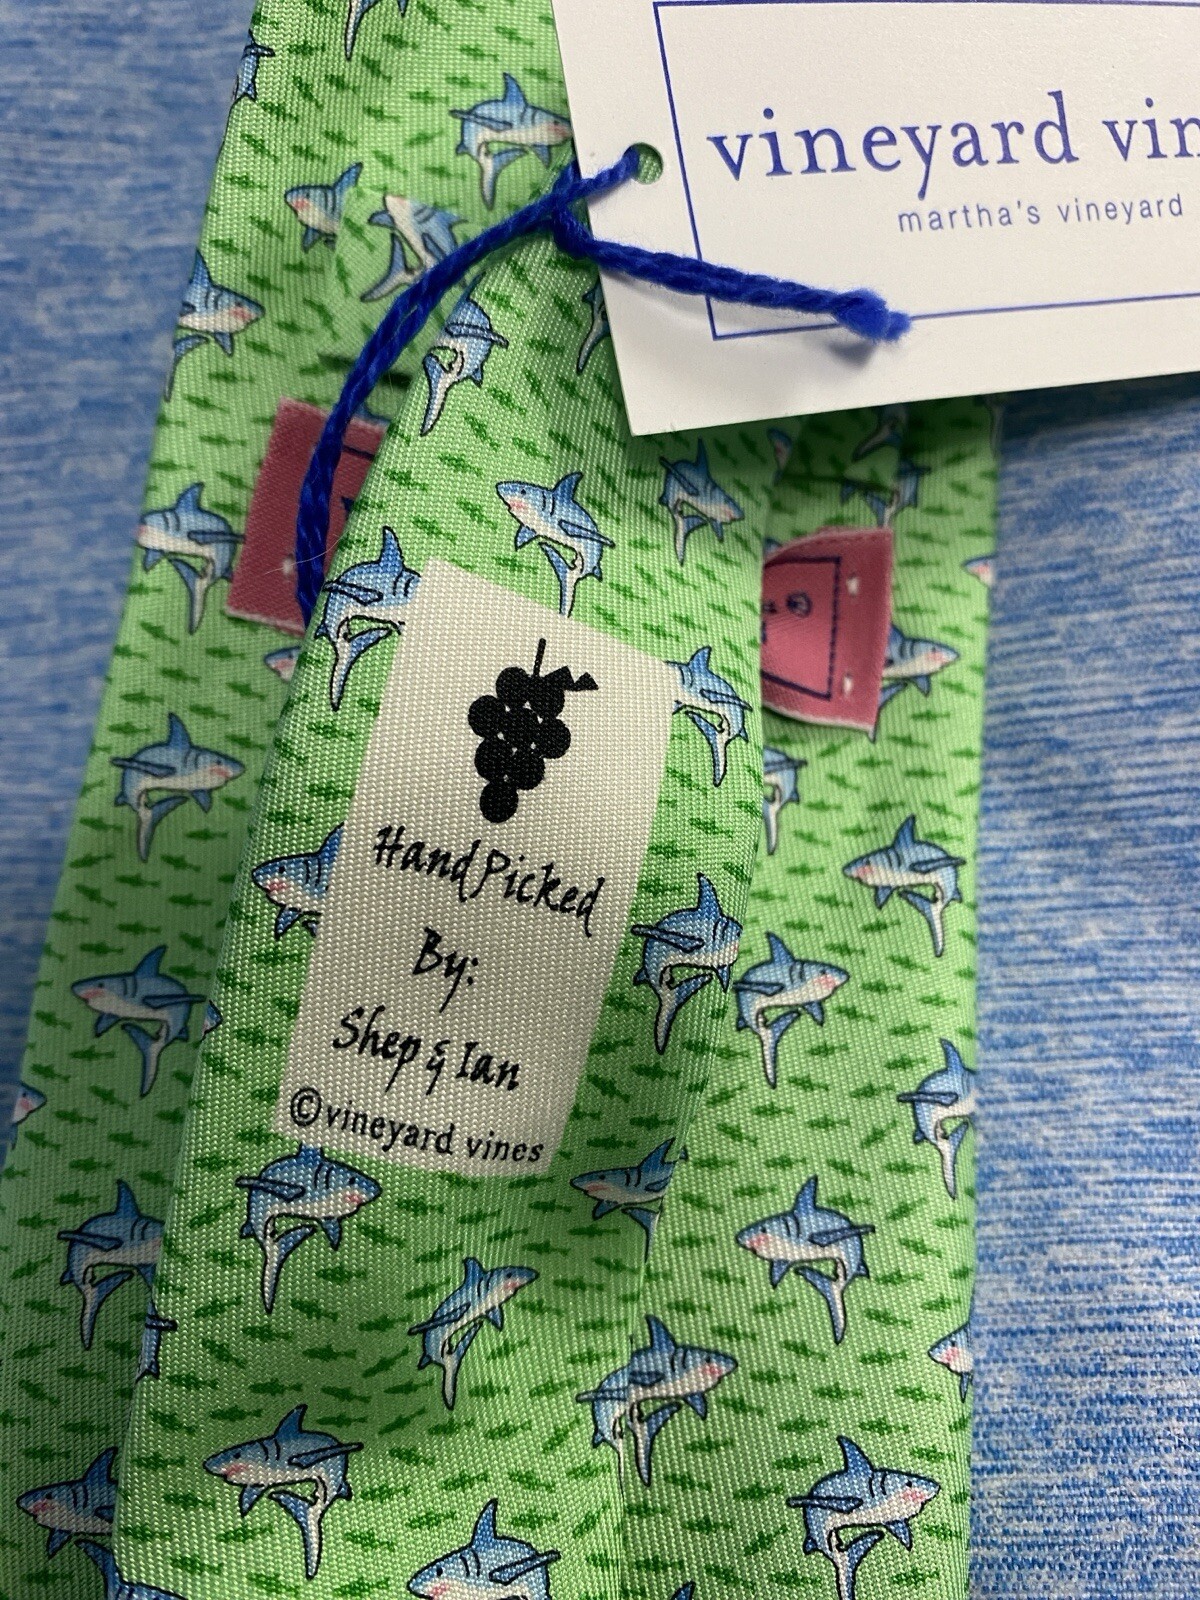 vineyard vin
martha's vineyard
Hand Picked
By:
Shep & Ian
©vineyard vines